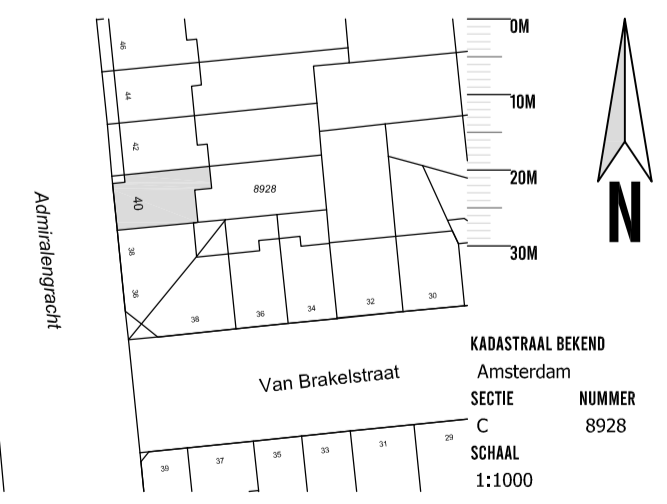 46
44
42
40
8928
38
36
38
36
34
32
30
Admiralengracht
Van Brakelstraat
39
37
35
33
31
29
0M
10M
20M
30M
N
KADASTRAAL BEKEND
Amsterdam
SECTIE NUMMER
C 8928
SCHAAL
1:1000